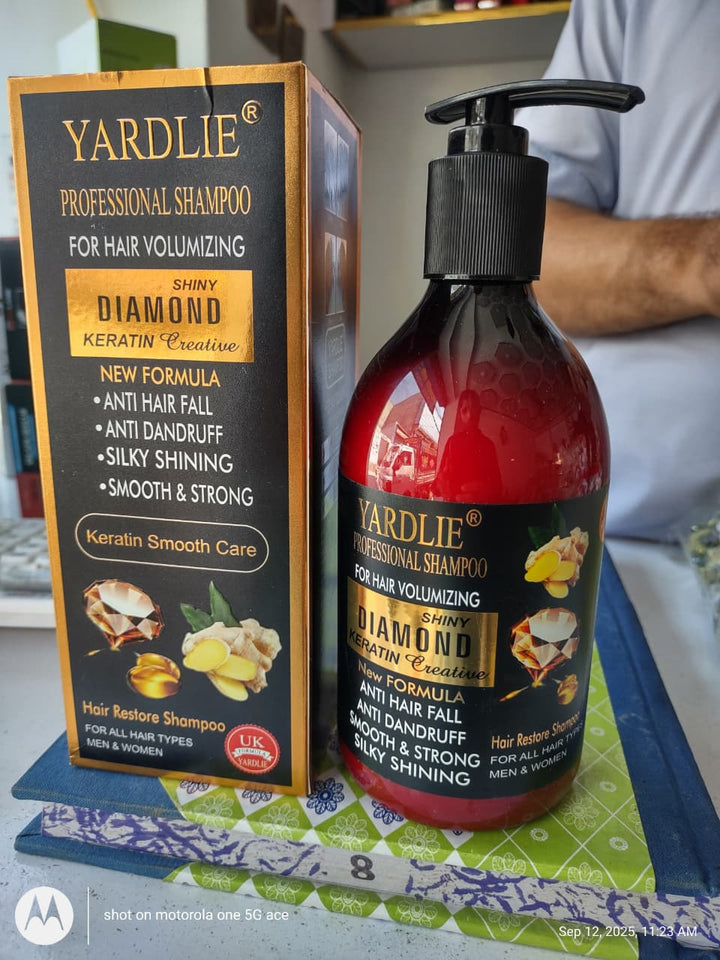 YARDLIE®
PROFESSIONAL SHAMPOO
FOR HAIR VOLUMIZING
SHINY
DIAMOND
KERATIN Creative
NEW FORMULA
• ANTI HAIR FALL
• ANTI DANDRUFF
• SILKY SHINING
• SMOOTH & STRONG
Keratin Smooth Care
Hair Restore Shampoo
FOR ALL HAIR TYPES
MEN & WOMEN
UK
FORMULA
YARDLIE
YARDLIE®
PROFESSIONAL SHAMPOO
FOR HAIR VOLUMIZING
SHINY
DIAMOND
KERATIN Creative
New FORMULA
ANTI HAIR FALL
ANTI DANDRUFF
SMOOTH & STRONG
SILKY SHINING
Hair Restore Shampoo
FOR ALL HAIR TYPES
MEN & WOMEN
8
shot on motorola one 5G ace
Sep 12, 2025, 11:23 AM